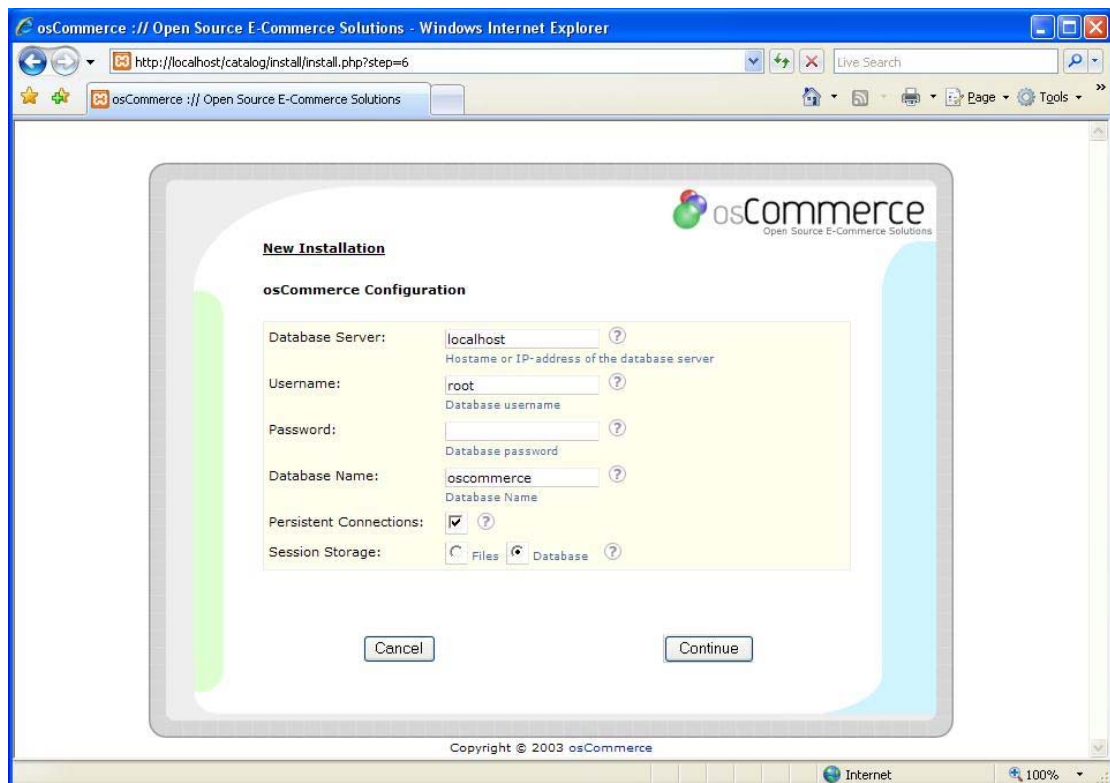 osCommerce :// Open Source E-Commerce Solutions - Windows Internet Explorer
http://localhost/catalog/install/install.php?step=6
Live Search
osCommerce :// Open Source E-Commerce Solutions
Page
Tools
»
osCommerce
Open Source E-Commerce Solutions
New Installation
osCommerce Configuration
Database Server: localhost ?
Hostame or IP-address of the database server
Username: root ?
Database username
Password: ?
Database password
Database Name: oscommerce ?
Database Name
Persistent Connections: ?
Session Storage: Files Database ?
Cancel Continue
Copyright © 2003 osCommerce
Internet 100%